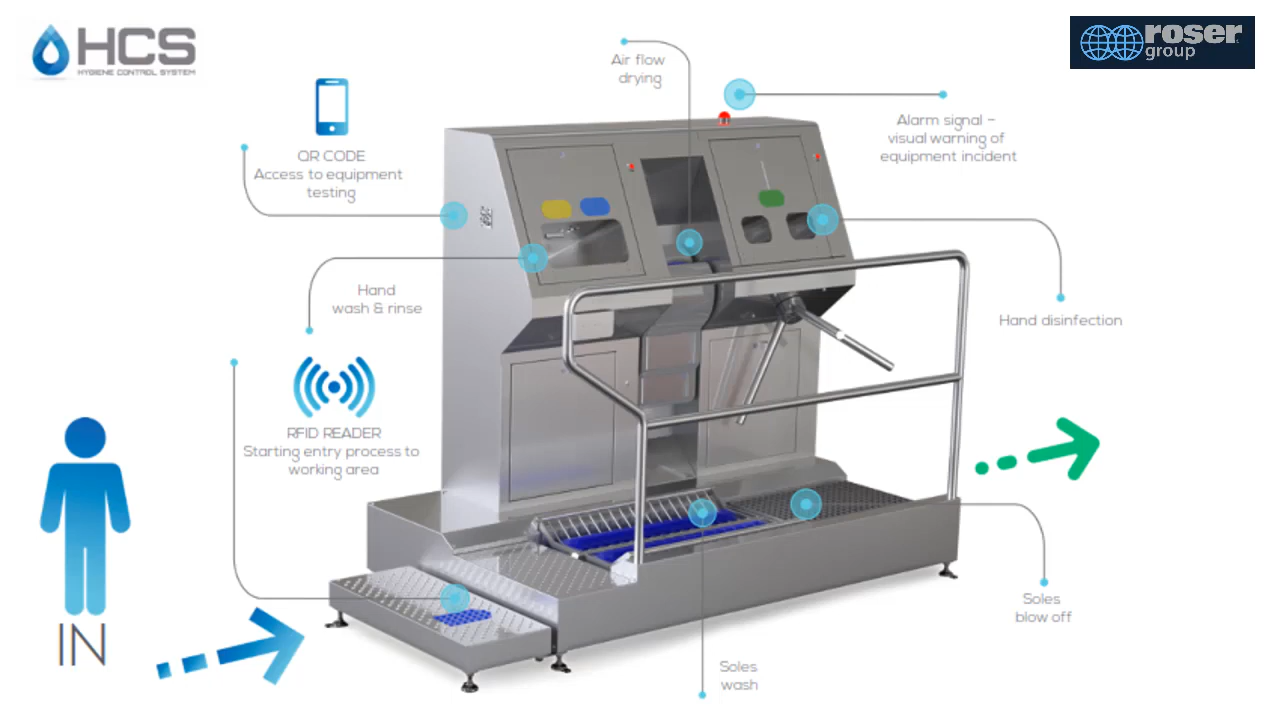 HCS
HYGIENE CONTROL SYSTEM
roser
group
Air flow
drying
Alarm signal –
visual warning of
equipment incident
QR CODE
Access to equipment
testing
Hand
wash & rinse
Hand disinfection
RFID READER
Starting entry process to
working area
IN
Soles
blow off
Soles
wash